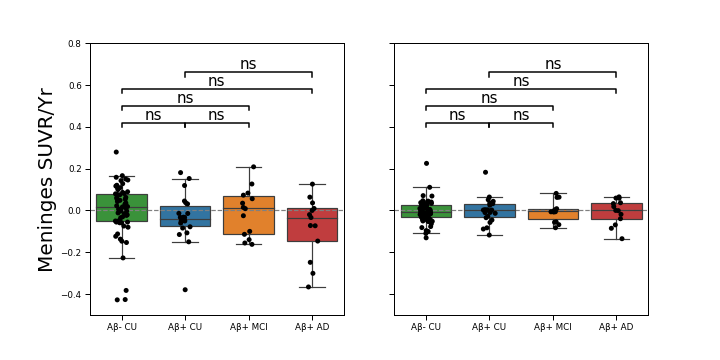 0.8
0.6
0.4
0.2
0.0
−0.2
−0.4
Meninges SUVR/Yr
ns
ns
ns
ns ns
Aβ- CU Aβ+ CU Aβ+ MCI Aβ+ AD
ns
ns
ns
ns ns
Aβ- CU Aβ+ CU Aβ+ MCI Aβ+ AD